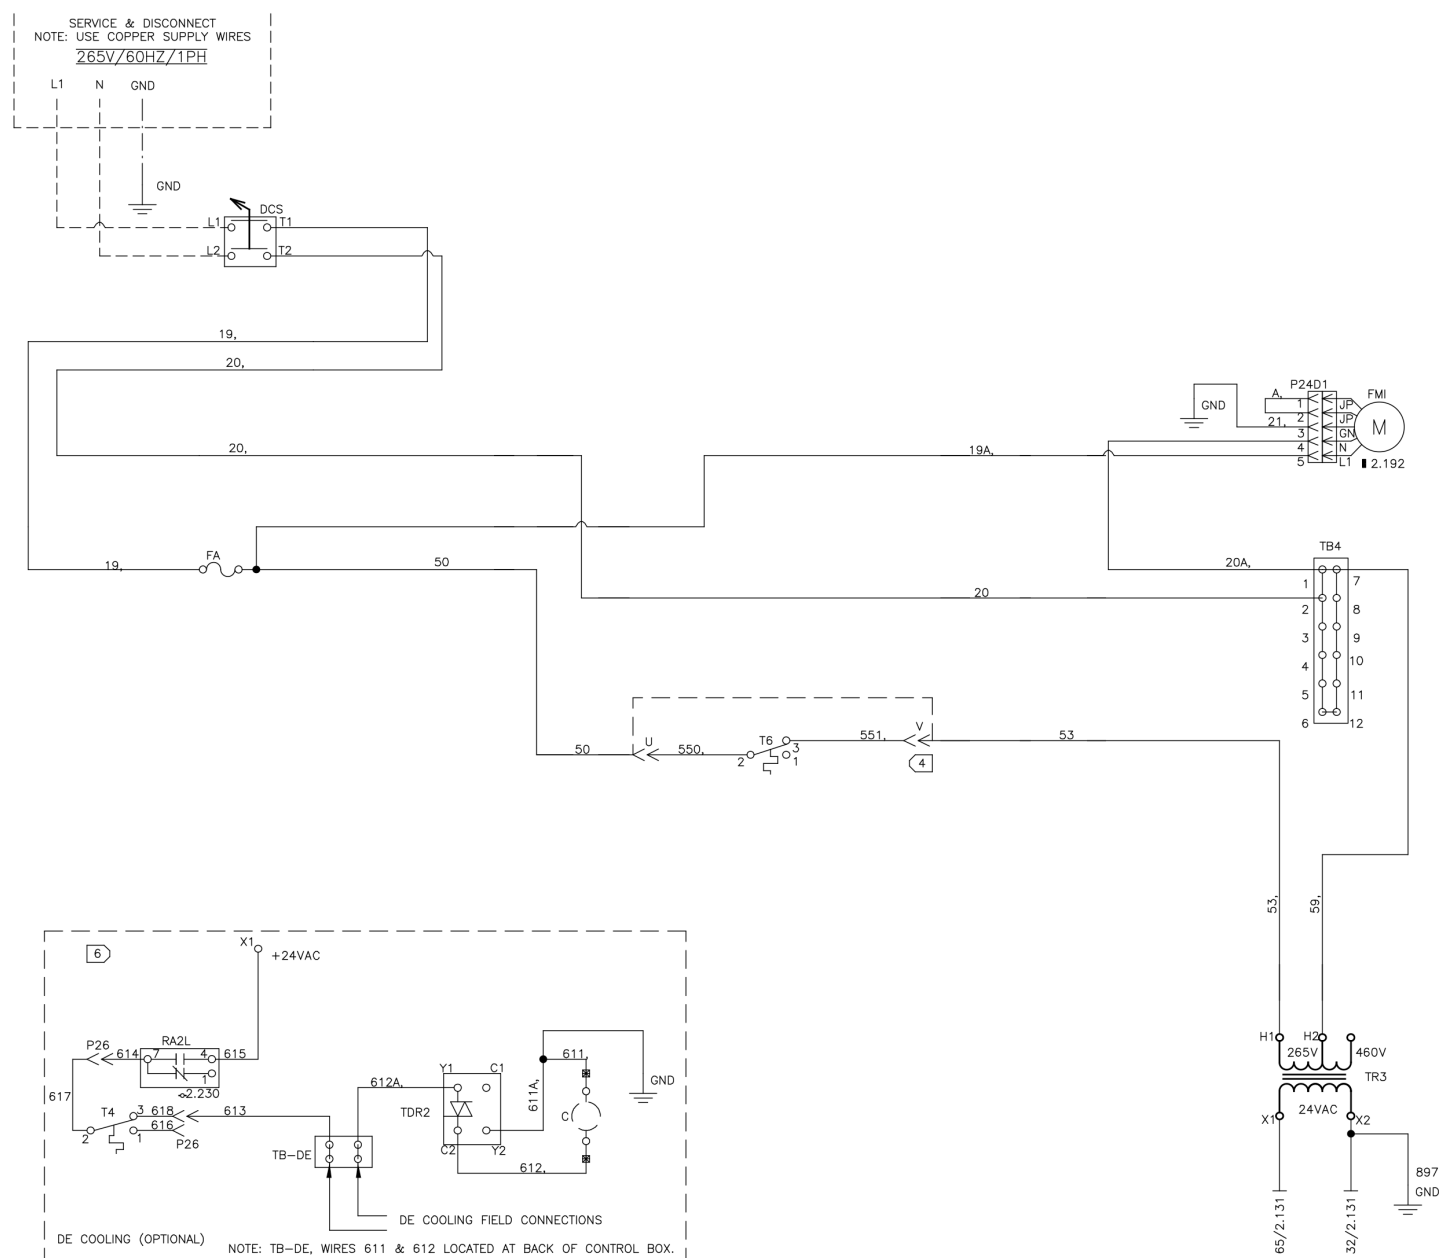 SERVICE & DISCONNECT
NOTE: USE COPPER SUPPLY WIRES
265V/60HZ/1PH
L1 N GND
GND
DCS
L1 T1
L2 T2
19,
20,
P24D1 FMI
A,
GND
1 JP
21, 2 JP
3 GN
M
20, 19A, 4 N
5 L1 2.192
FA
TB4
19, 50 20A,
1 7
20
2 8
3 9
4 10
5 11
6 12
V
U T6 551, 53
50 550, 3
2 1
4
53, 59,
6
X1
+24VAC
H1 H2
265V 460V
TR3
24VAC
X1 X2
RA2L
P26 614 7 4 615
1
2.230
617
T4 3 618 613
616
2 1
P26
TB-DE
612A,
Y1 C1
TDR2
C2 Y2
611A,
611,
C
GND
612,
897
GND
65/2.131 32/2.131
DE COOLING FIELD CONNECTIONS
DE COOLING (OPTIONAL)
NOTE: TB-DE, WIRES 611 & 612 LOCATED AT BACK OF CONTROL BOX.